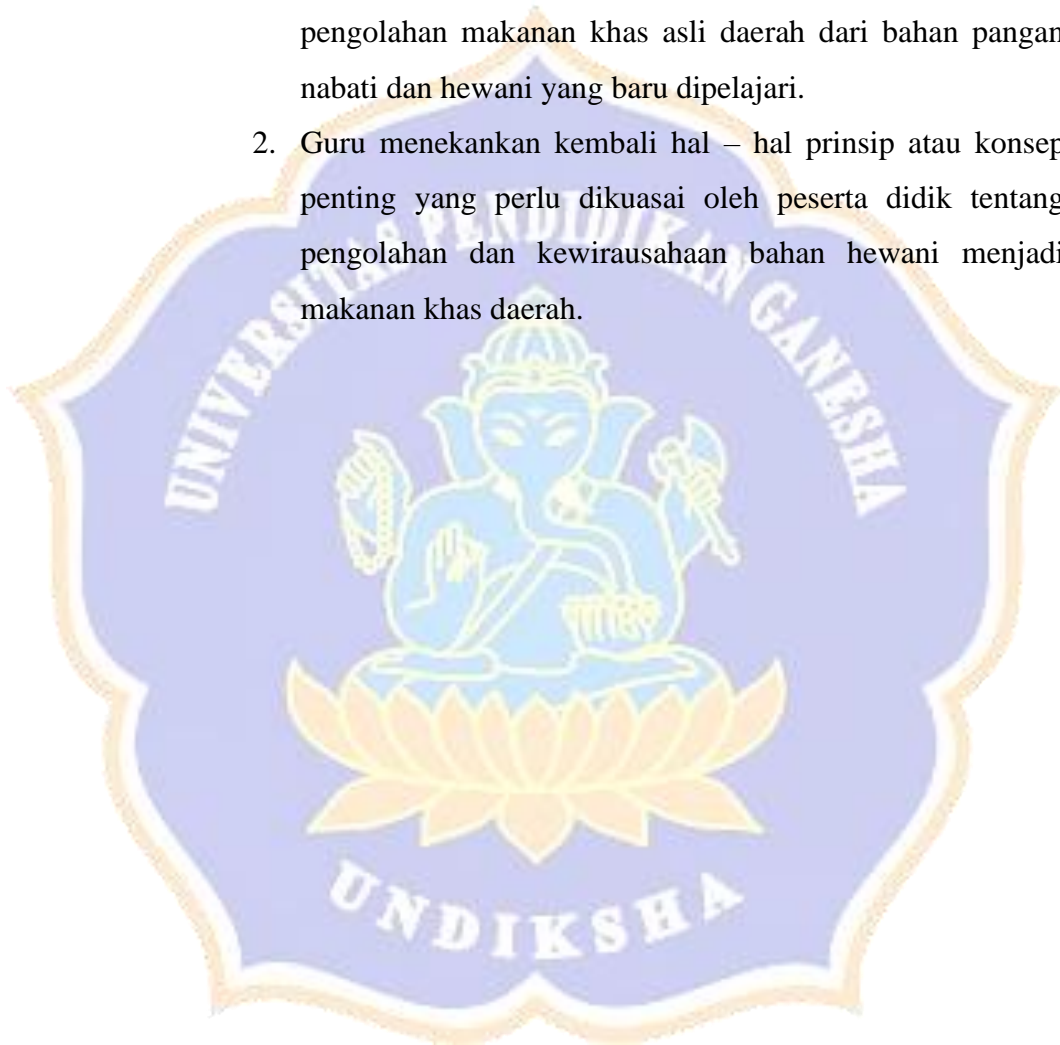 pengolahan makanan khas asli daerah dari bahan pangan
nabati dan hewani yang baru dipelajari.
2. Guru menekankan kembali hal – hal prinsip atau konsep
penting yang perlu dikuasai oleh peserta didik tentang
pengolahan dan kewirausahaan bahan hewani menjadi
makanan khas daerah.
UNIVERSITAS PENDIDIKAN GANESHA
UNDIKSHA